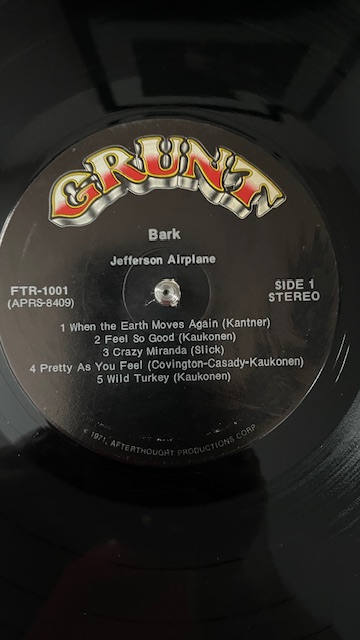 GRUNT
Bark
Jefferson Airplane
FTR-1001
(APRS-8409)
SIDE 1
STEREO
1 When the Earth Moves Again (Kantner)
2 Feel So Good (Kaukonen)
3 Crazy Miranda (Slick)
4 Pretty As You Feel (Covington-Casady-Kaukonen)
5 Wild Turkey (Kaukonen)
© 1971, AFTERTHOUGHT PRODUCTIONS CORP